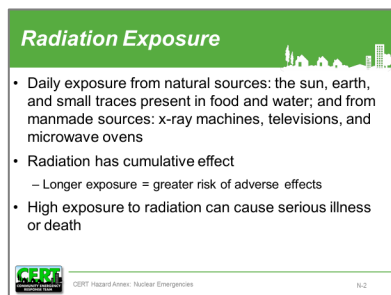 Radiation Exposure
• Daily exposure from natural sources: the sun, earth,
and small traces present in food and water; and from
manmade sources: x-ray machines, televisions, and
microwave ovens
• Radiation has cumulative effect
– Longer exposure = greater risk of adverse effects
• High exposure to radiation can cause serious illness
or death
CERT
COMMUNITY EMERGENCY
RESPONSE TEAM
CERT Hazard Annex: Nuclear Emergencies
N-2